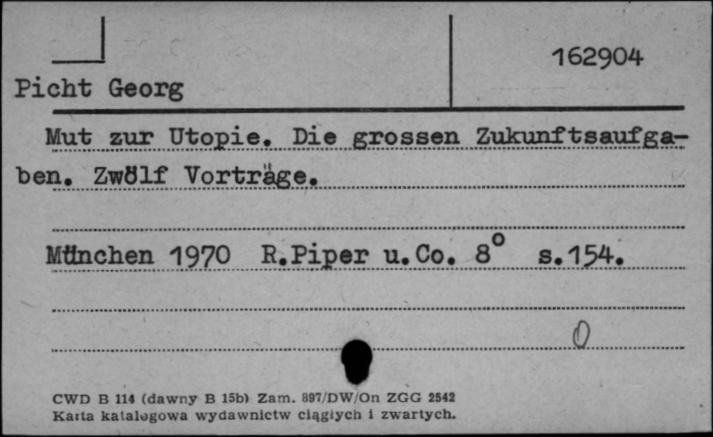 162904
Picht Georg
Mut zur Utopie. Die grossen Zukunftsaufga-
ben. Zwölf Vorträge.
München 1970 R.Piper u.Co. 8° s.154.
0
CWD B 114 (dawny B 15b) Zam. 897/DW/On ZGG 2542
Karta katalogowa wydawnictw ciągłych i zwartych.